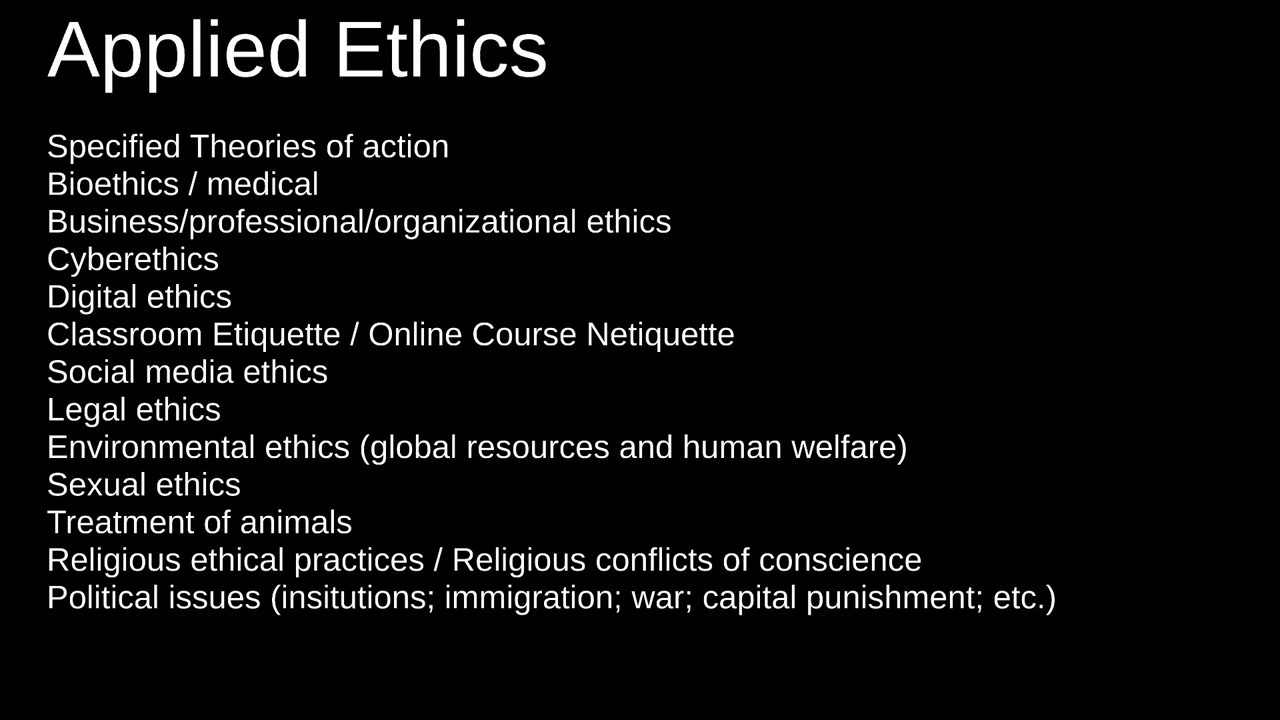 Applied Ethics
Specified Theories of action
Bioethics / medical
Business/professional/organizational ethics
Cyberethics
Digital ethics
Classroom Etiquette / Online Course Netiquette
Social media ethics
Legal ethics
Environmental ethics (global resources and human welfare)
Sexual ethics
Treatment of animals
Religious ethical practices / Religious conflicts of conscience
Political issues (insitutions; immigration; war; capital punishment; etc.)